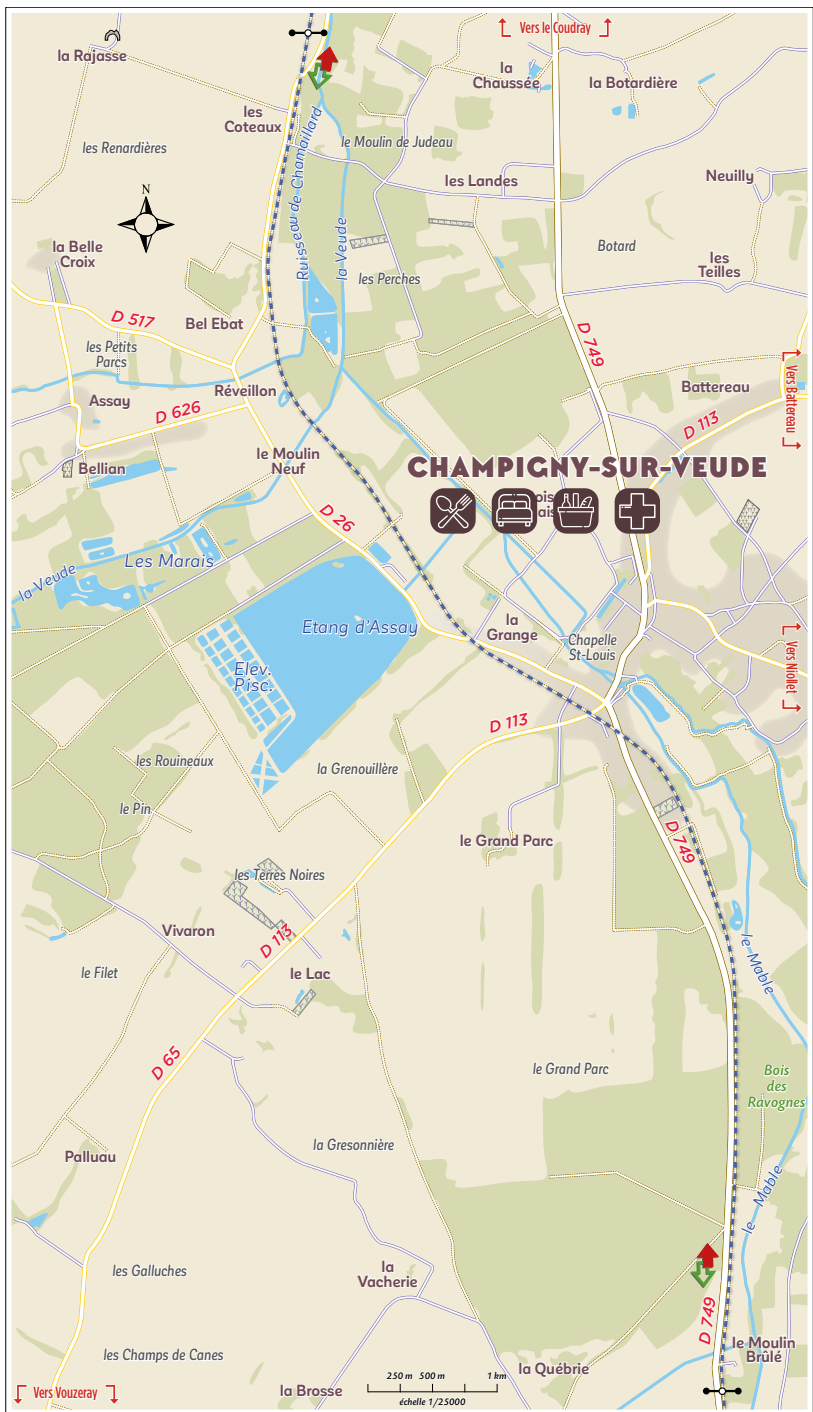 Vers le Coudray
la Rajasse
la
Chaussée
la Botardière
les
Coteaux
les Renardières
le Moulin de Judeau
Ruisseau de Chamaillard
la Veude
les Landes
Neuilly
N
la Belle
Croix
Botard
les
Teilles
les Perches
D 517
Bel Ebat
D 749
les Petits
Parcs
Réveillon
Assay
D 626
Battereau
Vers Battereau
D 113
le Moulin
Neuf
Bellian
CHAMPIGNY-SUR-VEUDE
D 26
Les Marais
la Veude
Etang d'Assay
la
Grange
Chapelle
St-Louis
Vers Niollet
Elev.
Pisc.
D 113
les Rouineaux
la Grenouillère
le Pin
le Grand Parc
D 749
les Terres Noires
Vivaron
D 113
le Lac
le Filet
le Mable
D 65
le Grand Parc
Bois
des
Ravognes
la Gresonnière
Palluau
le Mable
les Galluches
la
Vacherie
D 749
le Moulin
Brûlé
les Champs de Canes
la Québrie
Vers Vouzeray
la Brosse
250 m 500 m 1 km
échelle 1/25000